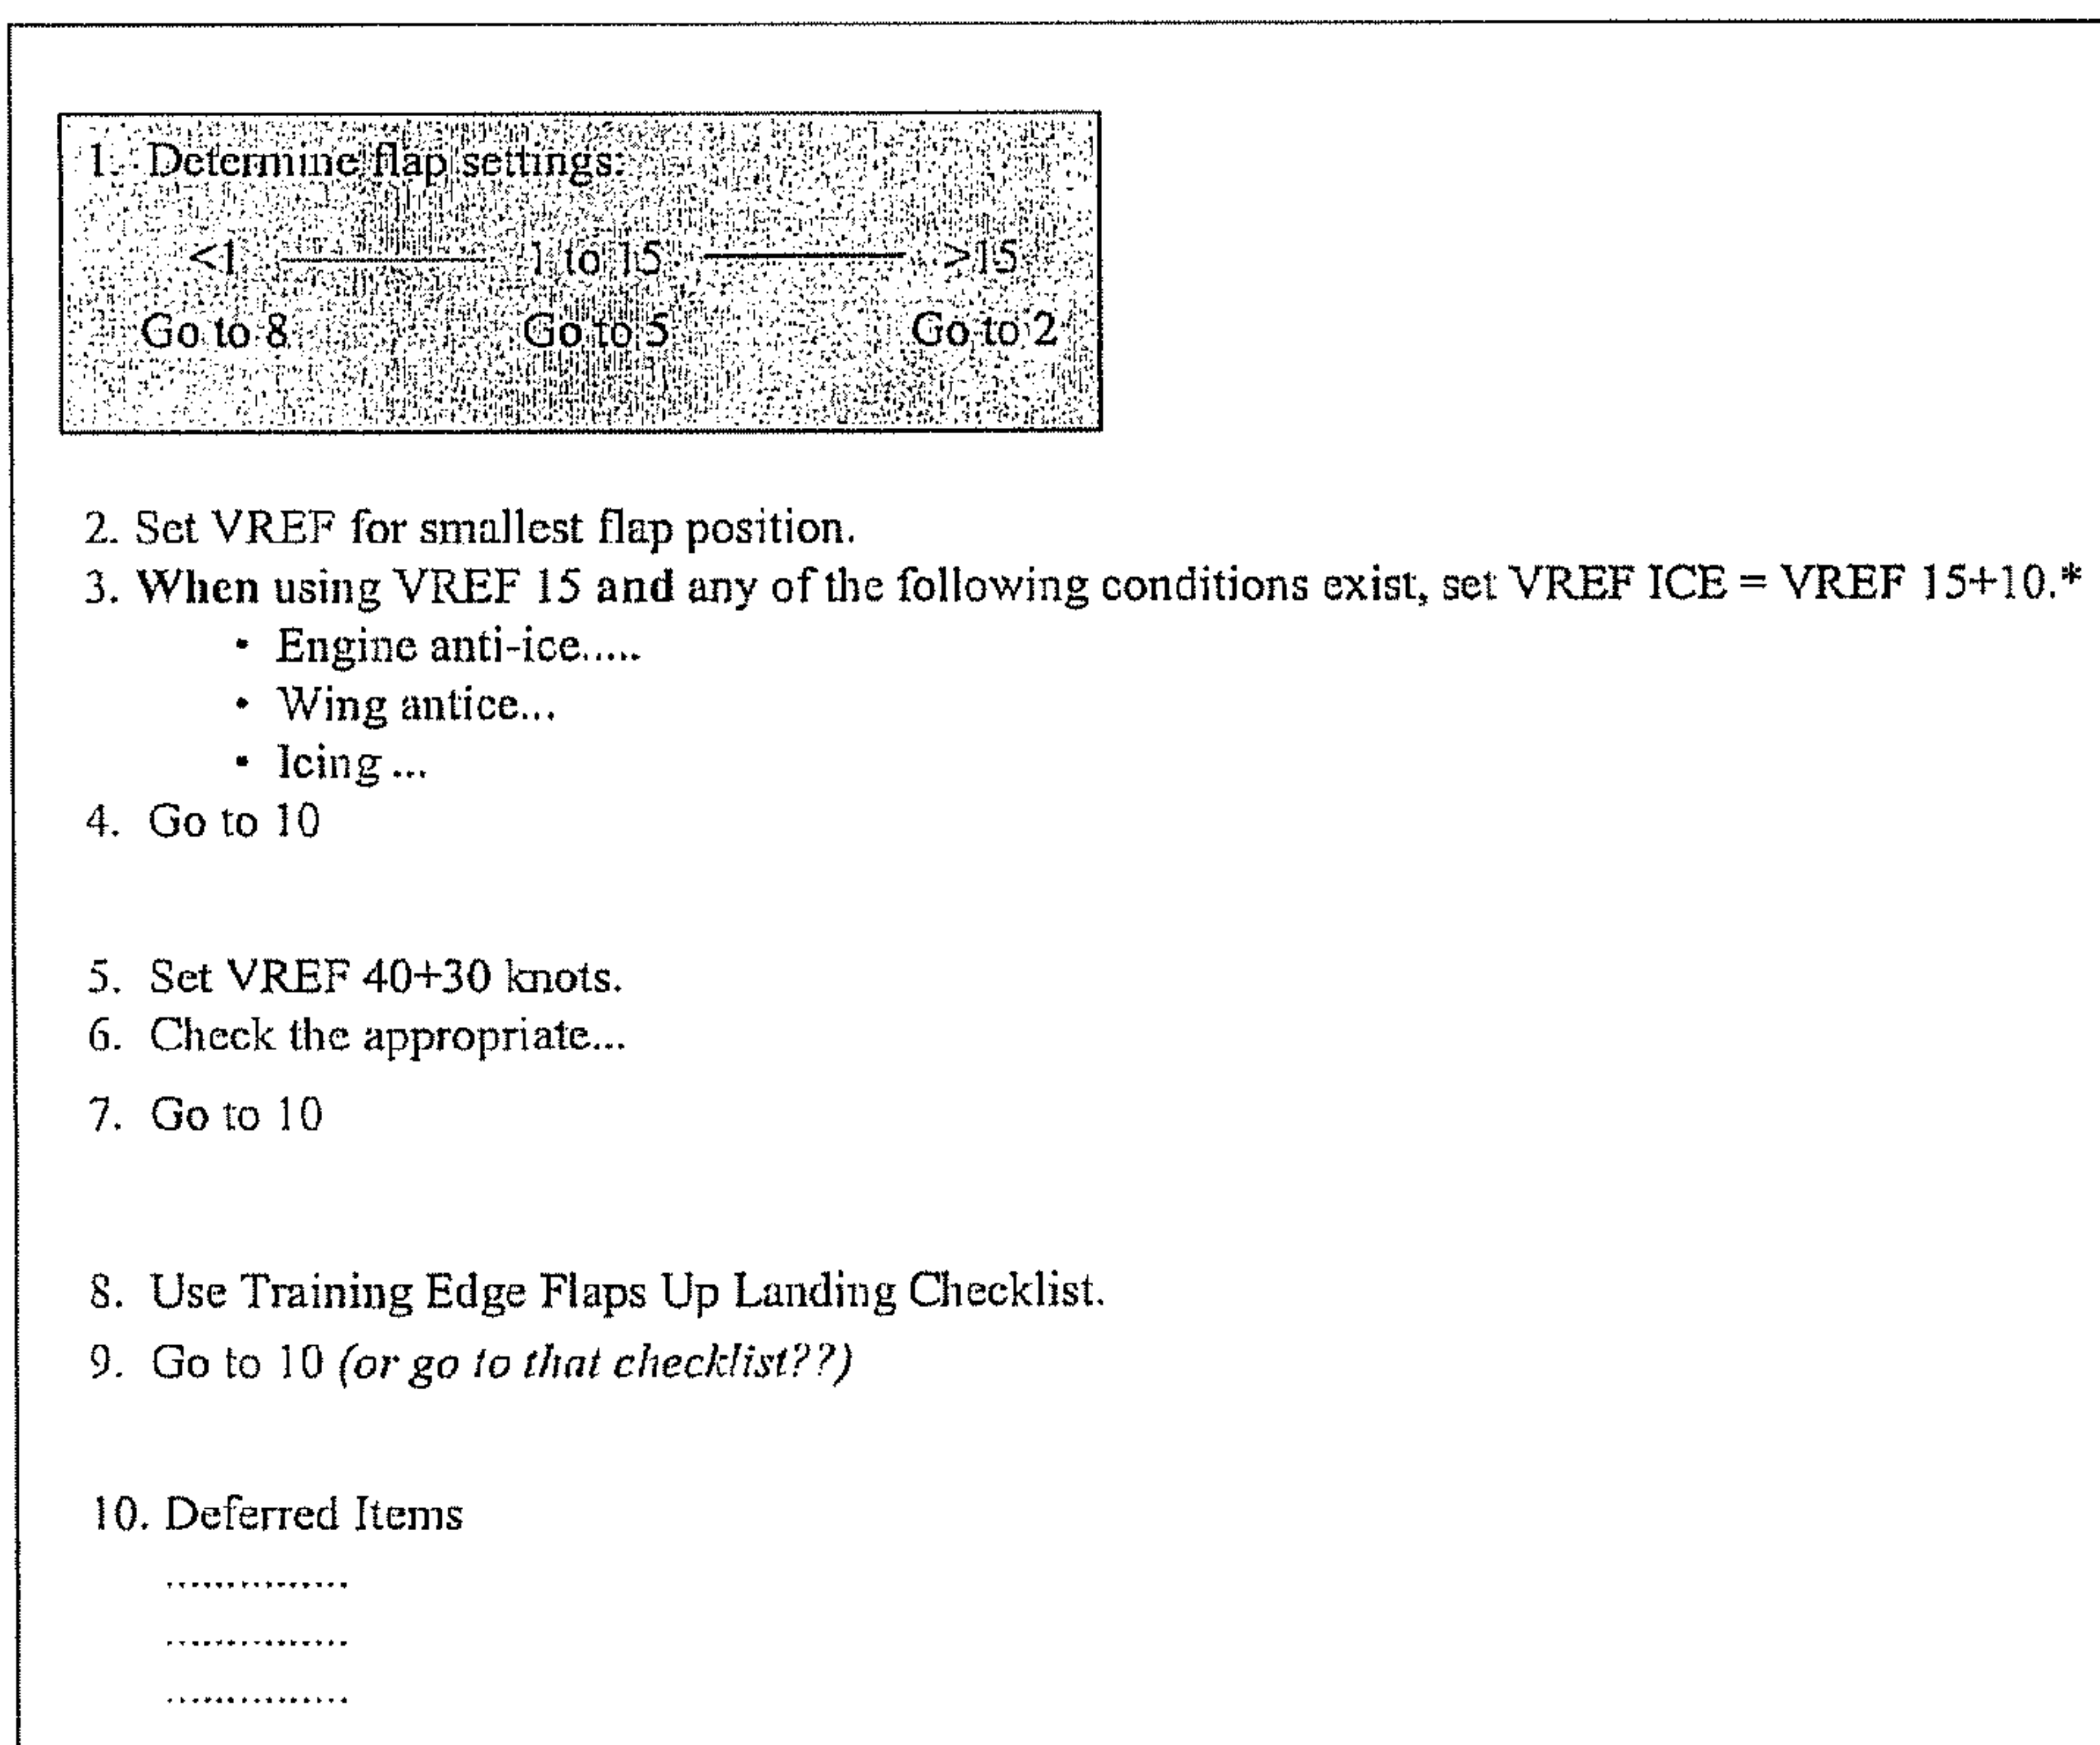 1. Determine flap settings:
<1 1 to 15 >15
Go to 8 Go to 5 Go to 2
2. Set VREF for smallest flap position.
3. When using VREF 15 and any of the following conditions exist, set VREF ICE = VREF 15+10.*
• Engine anti-ice.....
• Wing antice...
• Icing ...
4. Go to 10
5. Set VREF 40+30 knots.
6. Check the appropriate...
7. Go to 10
8. Use Training Edge Flaps Up Landing Checklist.
9. Go to 10 (or go to that checklist??)
10. Deferred Items
...............
...............
...............